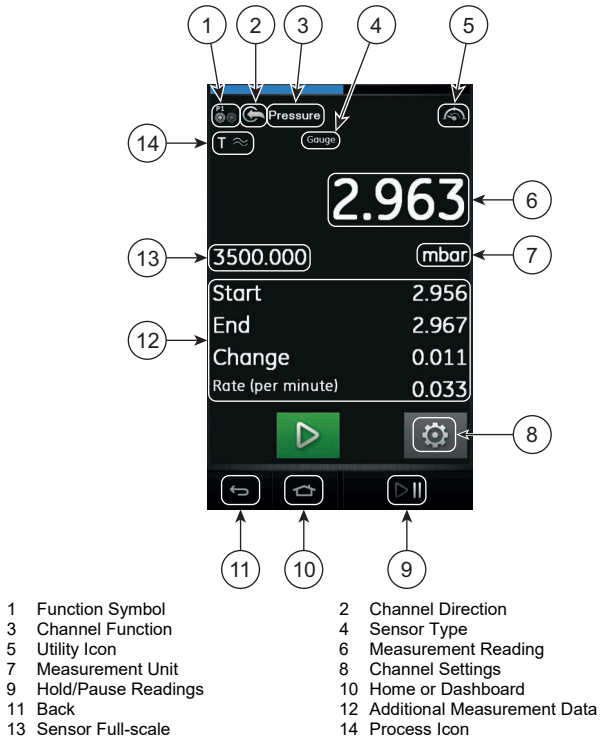 1 2 3 4 5
P1 Pressure
14 T Gauge
2.963 6
13 3500.000 mbar 7
Start 2.956
End 2.967
12 Change 0.011
Rate (per minute) 0.033
8
11 10 9
1 Function Symbol 2 Channel Direction
3 Channel Function 4 Sensor Type
5 Utility Icon 6 Measurement Reading
7 Measurement Unit 8 Channel Settings
9 Hold/Pause Readings 10 Home or Dashboard
11 Back 12 Additional Measurement Data
13 Sensor Full-scale 14 Process Icon